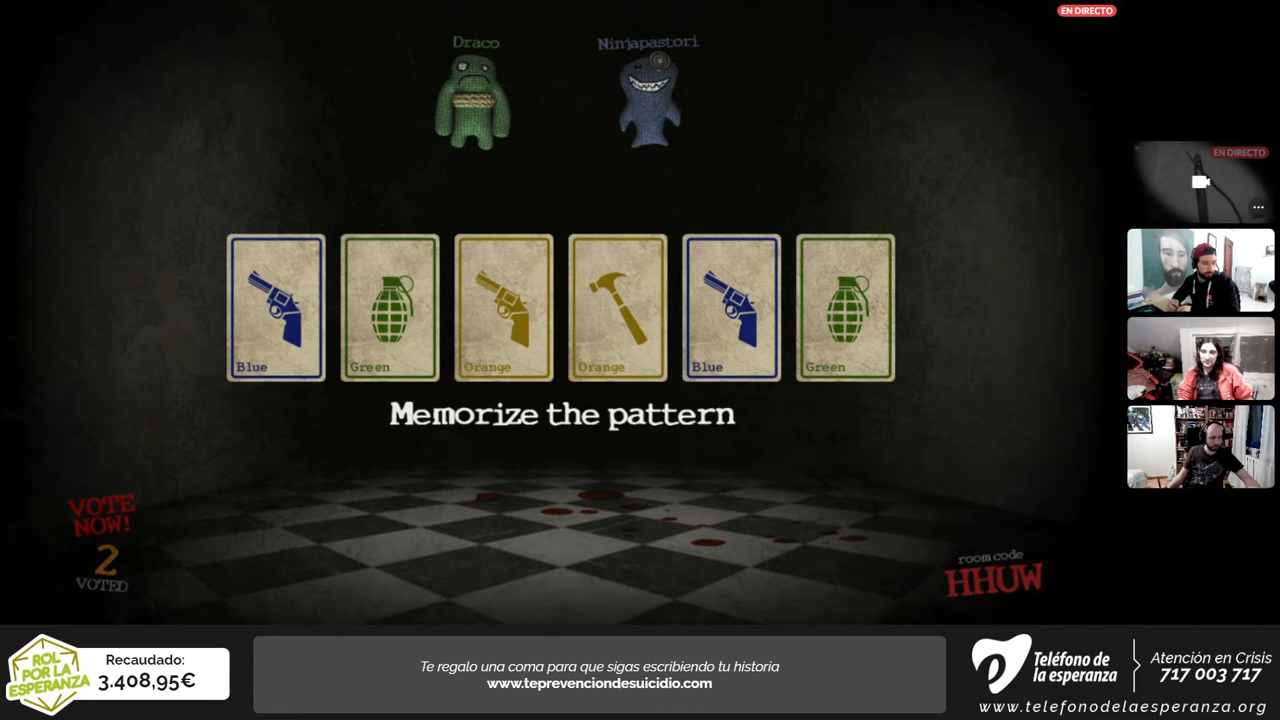 EN DIRECTO
Draco
Ninjapastori
EN DIRECTO
Blue
Green
Orange
Orange
Blue
Green
Memorize the pattern
VOTE
NOW!
2
VOTED
room code
HHUW
ROL
POR LA
ESPERANZA
Recaudado:
3.408,95€
Te regalo una coma para que sigas escribiendo tu historia
www.teprevenciondesuicidio.com
Teléfono de
la esperanza
Atención en Crisis
717 003 717
www.telefonodelaesperanza.org